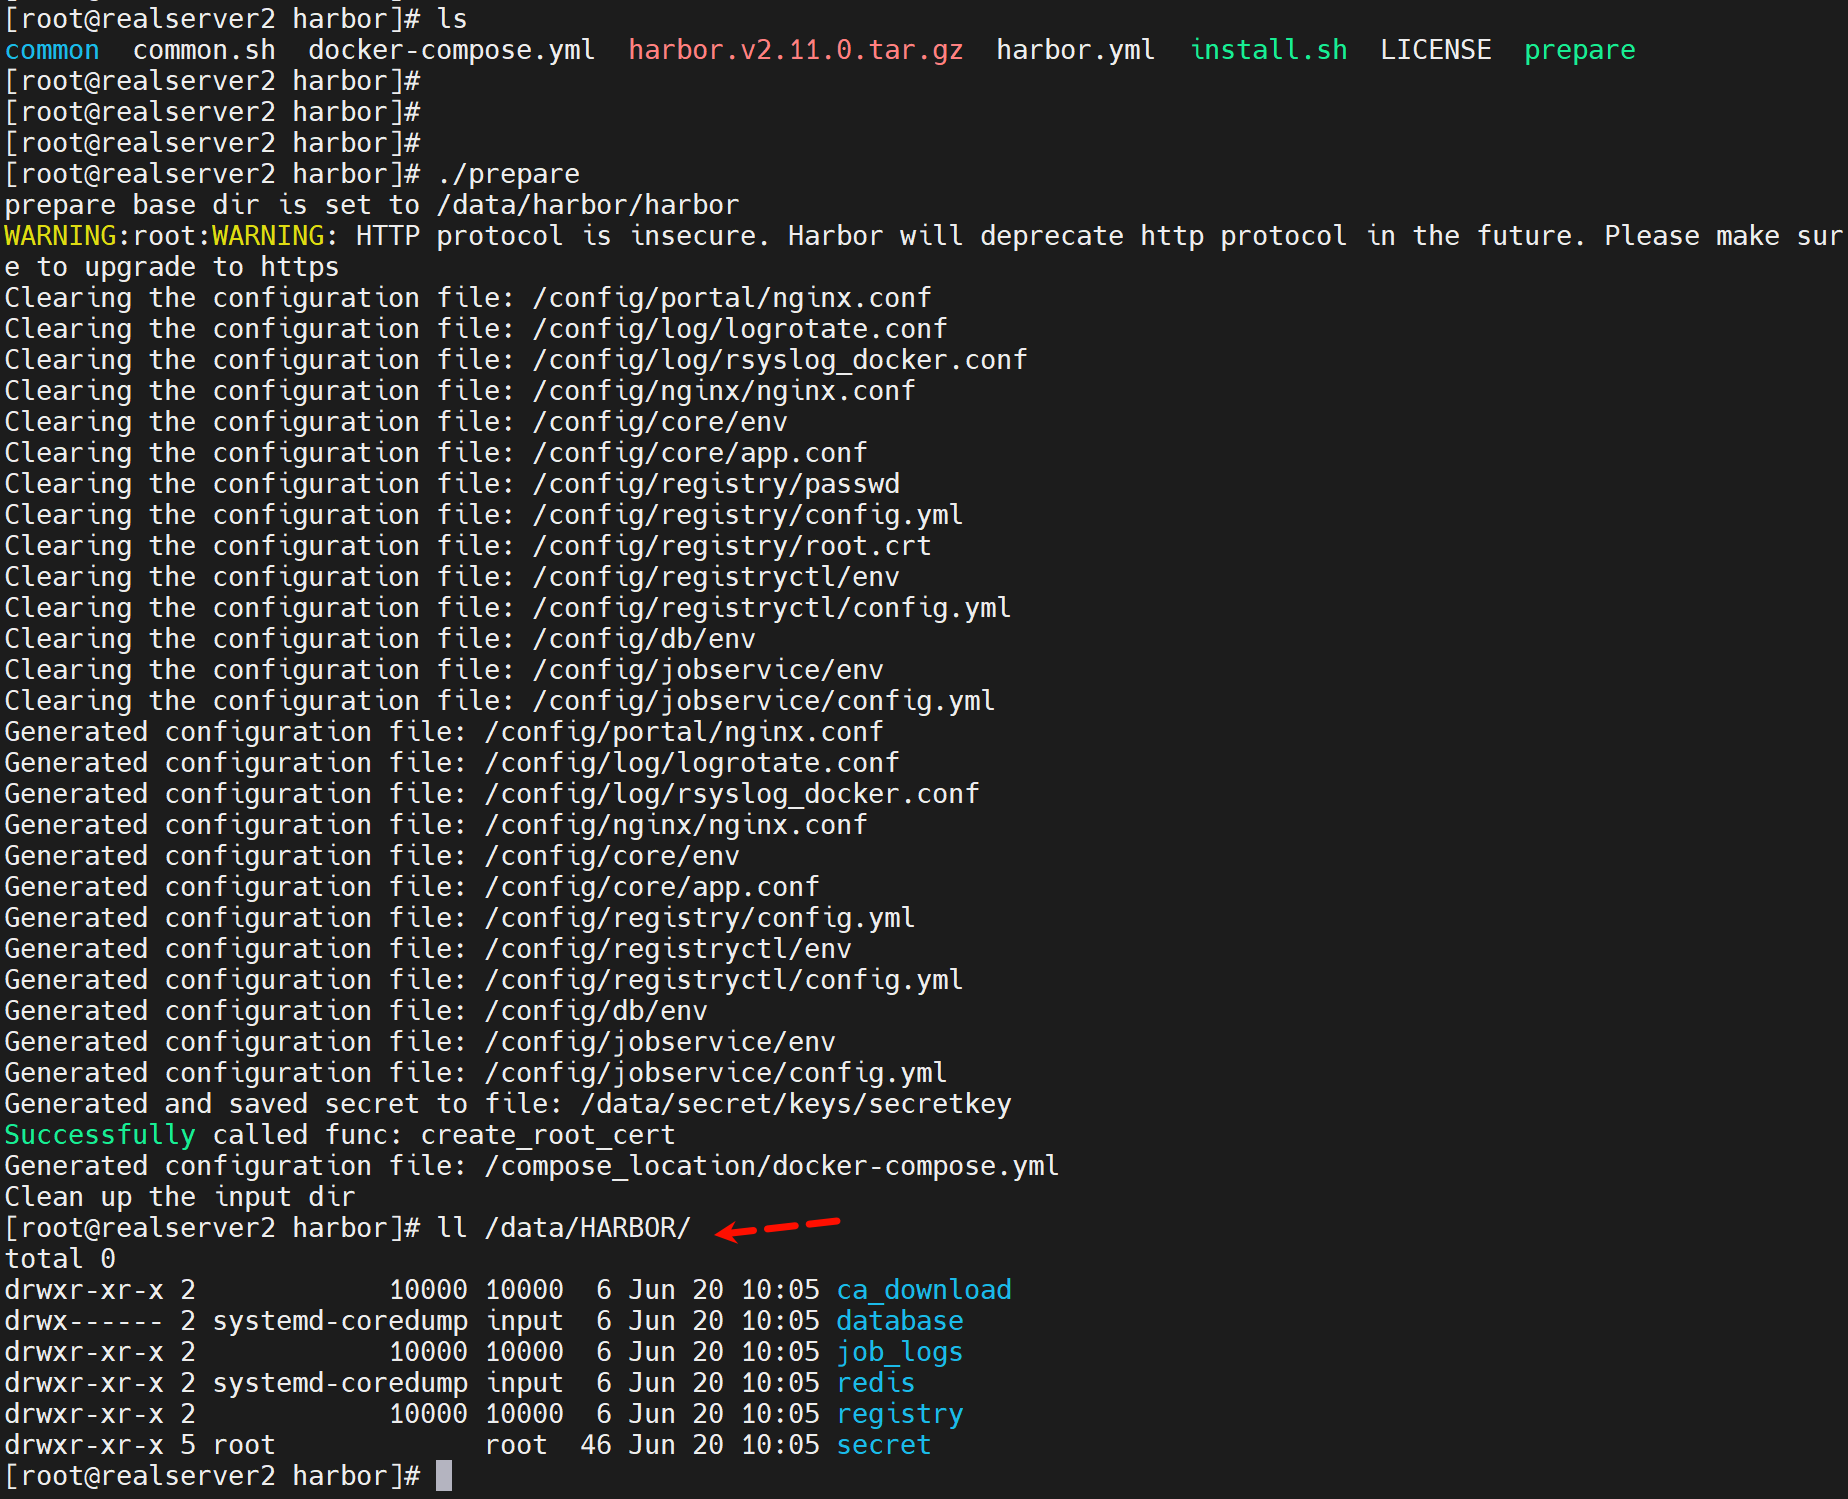 [root@realserver2 harbor]# ls
common  common.sh  docker-compose.yml  harbor.v2.11.0.tar.gz  harbor.yml  install.sh  LICENSE  prepare
[root@realserver2 harbor]#
[root@realserver2 harbor]#
[root@realserver2 harbor]#
[root@realserver2 harbor]# ./prepare
prepare base dir is set to /data/harbor/harbor
WARNING:root:WARNING: HTTP protocol is insecure. Harbor will deprecate http protocol in the future. Please make sur
e to upgrade to https
Clearing the configuration file: /config/portal/nginx.conf
Clearing the configuration file: /config/log/logrotate.conf
Clearing the configuration file: /config/log/rsyslog_docker.conf
Clearing the configuration file: /config/nginx/nginx.conf
Clearing the configuration file: /config/core/env
Clearing the configuration file: /config/core/app.conf
Clearing the configuration file: /config/registry/passwd
Clearing the configuration file: /config/registry/config.yml
Clearing the configuration file: /config/registry/root.crt
Clearing the configuration file: /config/registryctl/env
Clearing the configuration file: /config/registryctl/config.yml
Clearing the configuration file: /config/db/env
Clearing the configuration file: /config/jobservice/env
Clearing the configuration file: /config/jobservice/config.yml
Generated configuration file: /config/portal/nginx.conf
Generated configuration file: /config/log/logrotate.conf
Generated configuration file: /config/log/rsyslog_docker.conf
Generated configuration file: /config/nginx/nginx.conf
Generated configuration file: /config/core/env
Generated configuration file: /config/core/app.conf
Generated configuration file: /config/registry/config.yml
Generated configuration file: /config/registryctl/env
Generated configuration file: /config/registryctl/config.yml
Generated configuration file: /config/db/env
Generated configuration file: /config/jobservice/env
Generated configuration file: /config/jobservice/config.yml
Generated and saved secret to file: /data/secret/keys/secretkey
Successfully called func: create_root_cert
Generated configuration file: /compose_location/docker-compose.yml
Clean up the input dir
[root@realserver2 harbor]# ll /data/HARBOR/
total 0
drwxr-xr-x 2            10000 10000  6 Jun 20 10:05 ca_download
drwx------ 2 systemd-coredump input  6 Jun 20 10:05 database
drwxr-xr-x 2            10000 10000  6 Jun 20 10:05 job_logs
drwxr-xr-x 2 systemd-coredump input  6 Jun 20 10:05 redis
drwxr-xr-x 2            10000 10000  6 Jun 20 10:05 registry
drwxr-xr-x 5 root             root  46 Jun 20 10:05 secret
[root@realserver2 harbor]#